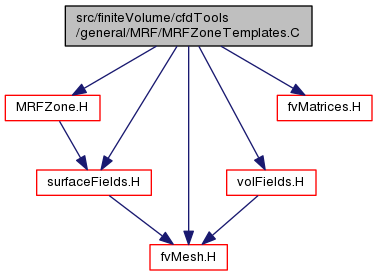 src/finiteVolume/cfdTools
/general/MRF/MRFZoneTemplates.C
MRFZone.H
fvMatrices.H
surfaceFields.H
volFields.H
fvMesh.H